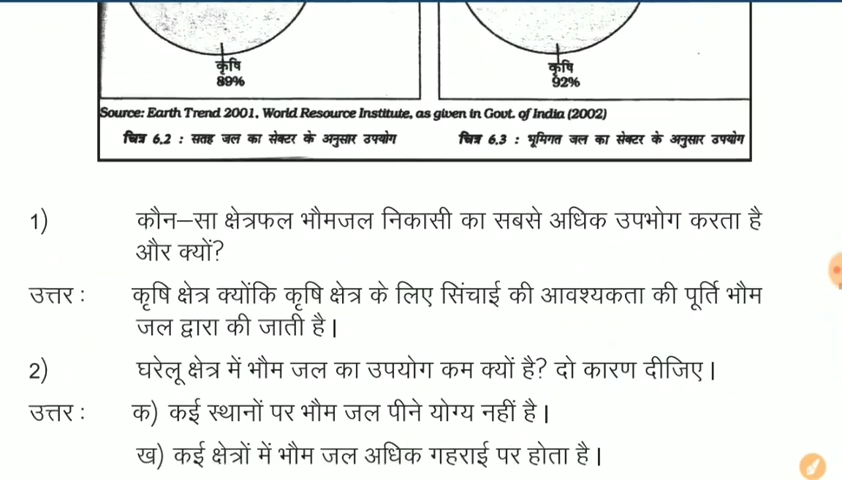 कृषि
89%
कृषि
92%
Source: Earth Trend 2001, World Resource Institute, as given in Govt. of India (2002)
चित्र 6.2 : सतह जल का सेक्टर के अनुसार उपयोग
चित्र 6.3 : भूमिगत जल का सेक्टर के अनुसार उपयोग
1) कौन–सा क्षेत्रफल भौमजल निकासी का सबसे अधिक उपभोग करता है
और क्यों?
उत्तर : कृषि क्षेत्र क्योंकि कृषि क्षेत्र के लिए सिंचाई की आवश्यकता की पूर्ति भौम
जल द्वारा की जाती है।
2) घरेलू क्षेत्र में भौम जल का उपयोग कम क्यों है? दो कारण दीजिए।
उत्तर : क) कई स्थानों पर भौम जल पीने योग्य नहीं है।
ख) कई क्षेत्रों में भौम जल अधिक गहराई पर होता है।